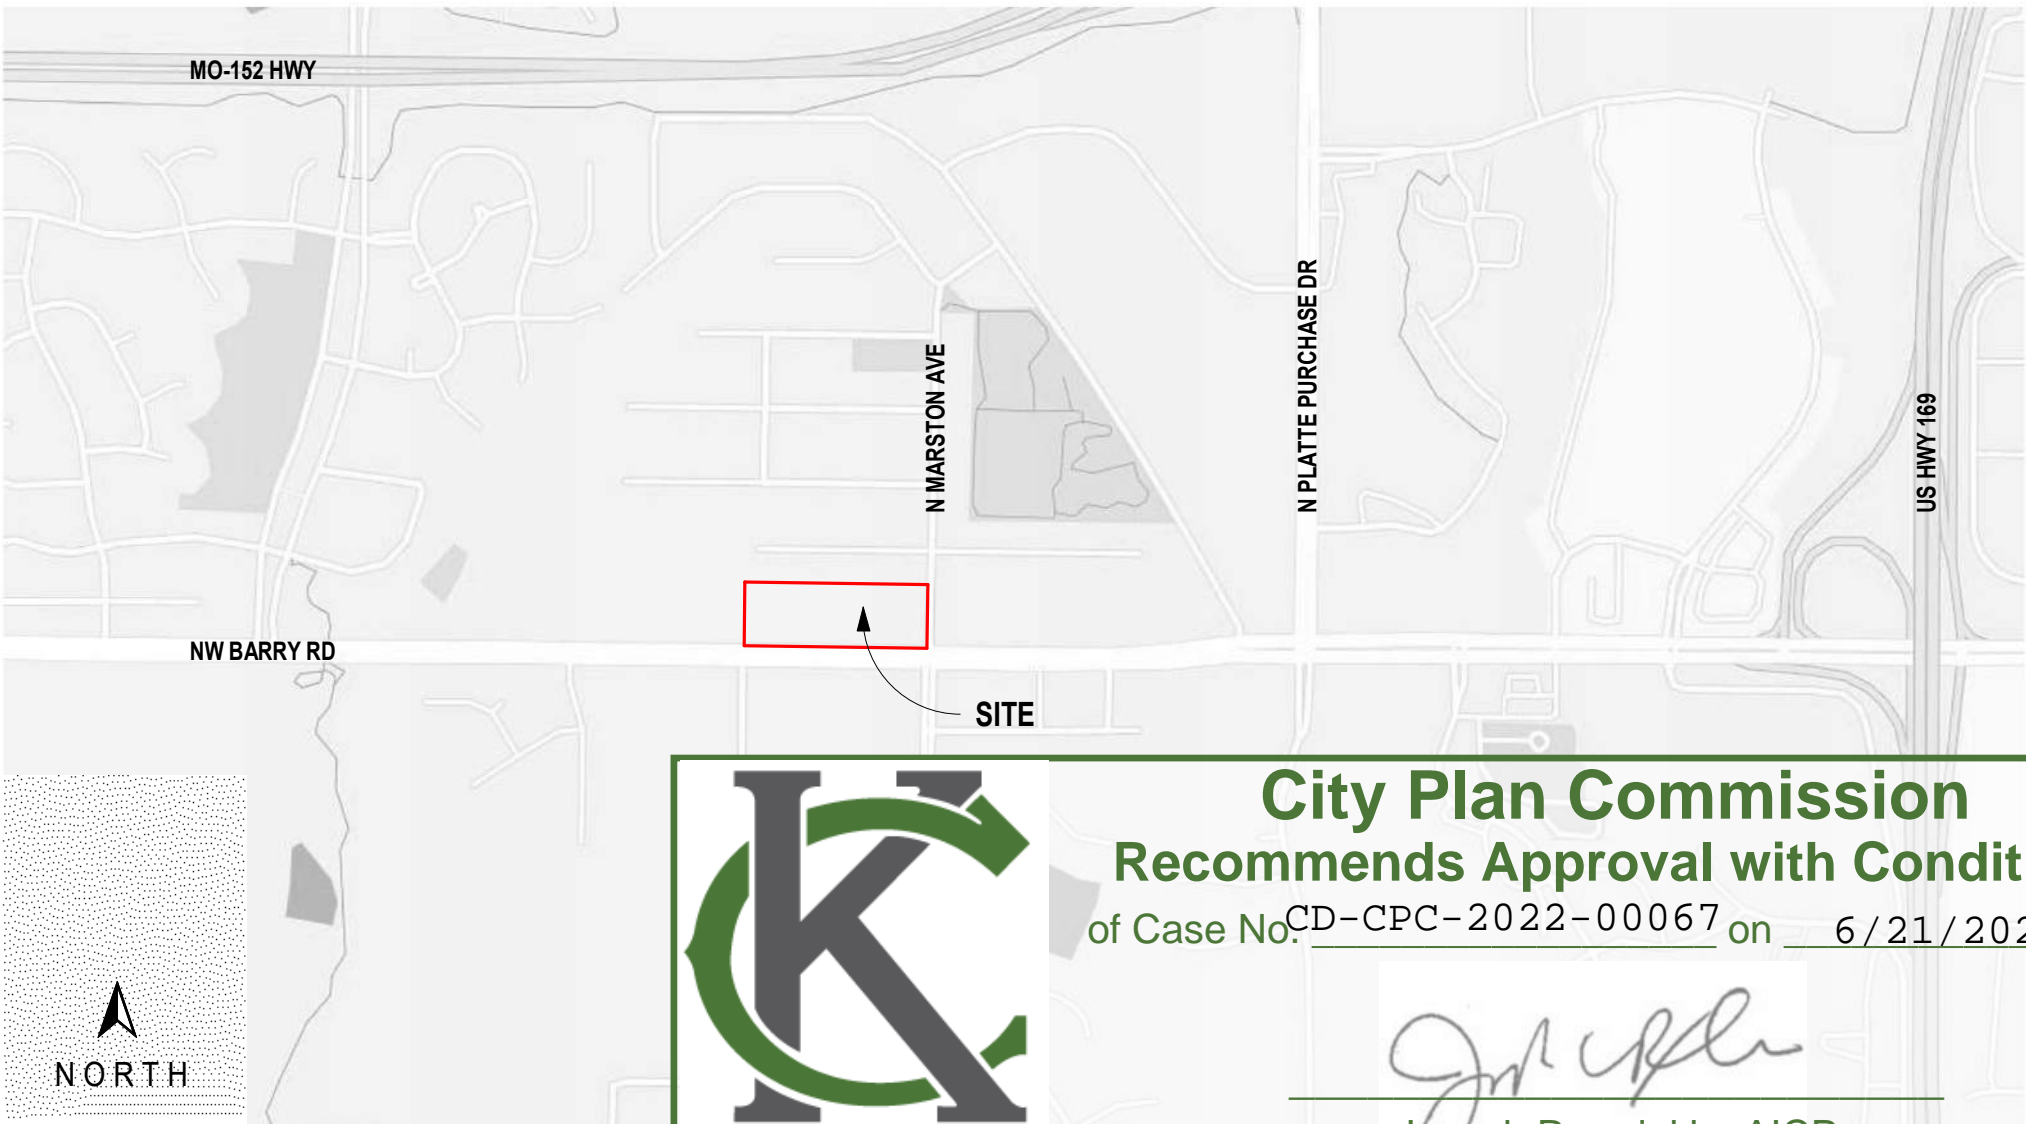 MO-152 HWY
N MARSTON AVE
N PLATTE PURCHASE DR
US HWY 169
NW BARRY RD
SITE
NORTH
KC
City Plan Commission
Recommends Approval with Condit
of Case No. CD-CPC-2022-00067 on 6/21/202